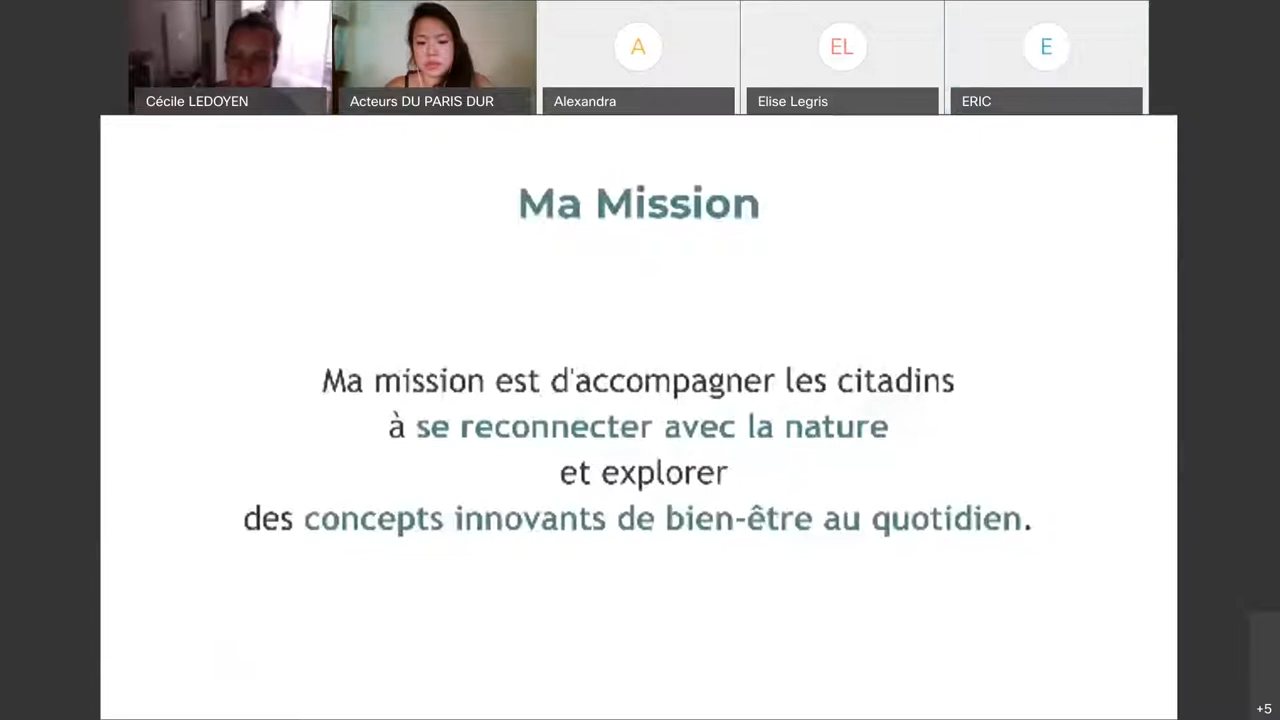 A
EL
E
Cécile LEDOYEN
Acteurs DU PARIS DUR
Alexandra
Elise Legris
ERIC
Ma Mission
Ma mission est d'accompagner les citadins
à se reconnecter avec la nature
et explorer
des concepts innovants de bien-être au quotidien.
+5